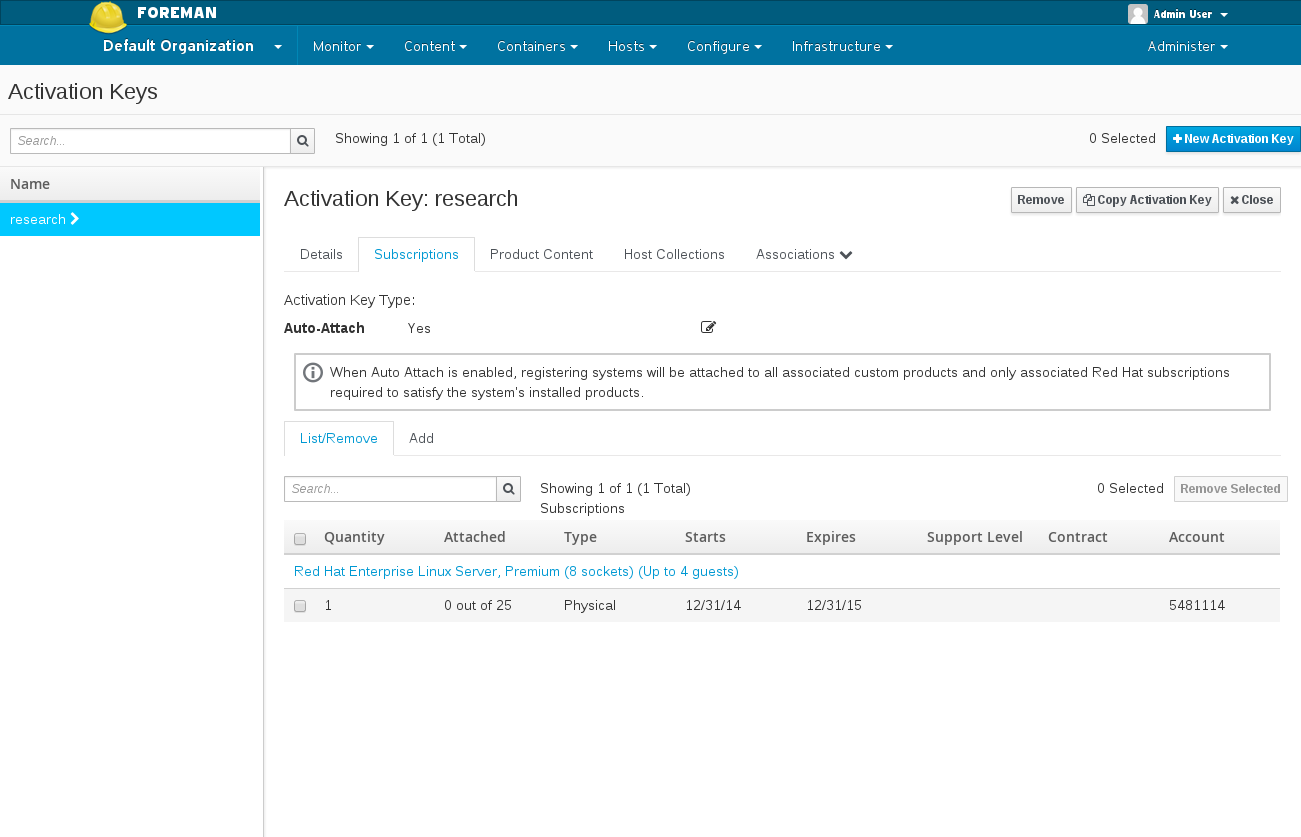 FOREMAN
Admin User
Default Organization
Monitor Content Containers Hosts Configure Infrastructure Administer
Activation Keys
Search... Showing 1 of 1 (1 Total) 0 Selected New Activation Key
Name
research
Activation Key: research
Remove Copy Activation Key Close
Details Subscriptions Product Content Host Collections Associations
Activation Key Type:
Auto-Attach Yes
When Auto Attach is enabled, registering systems will be attached to all associated custom products and only associated Red Hat subscriptions
required to satisfy the system's installed products.
List/Remove Add
Search... Showing 1 of 1 (1 Total) 0 Selected Remove Selected
Subscriptions
Quantity Attached Type Starts Expires Support Level Contract Account
Red Hat Enterprise Linux Server, Premium (8 sockets) (Up to 4 guests)
1 0 out of 25 Physical 12/31/14 12/31/15 5481114